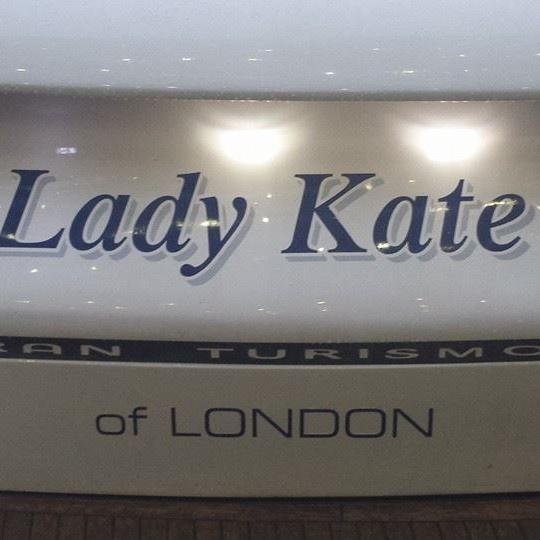 Lady Kate
RAN TURISMO
of LONDON